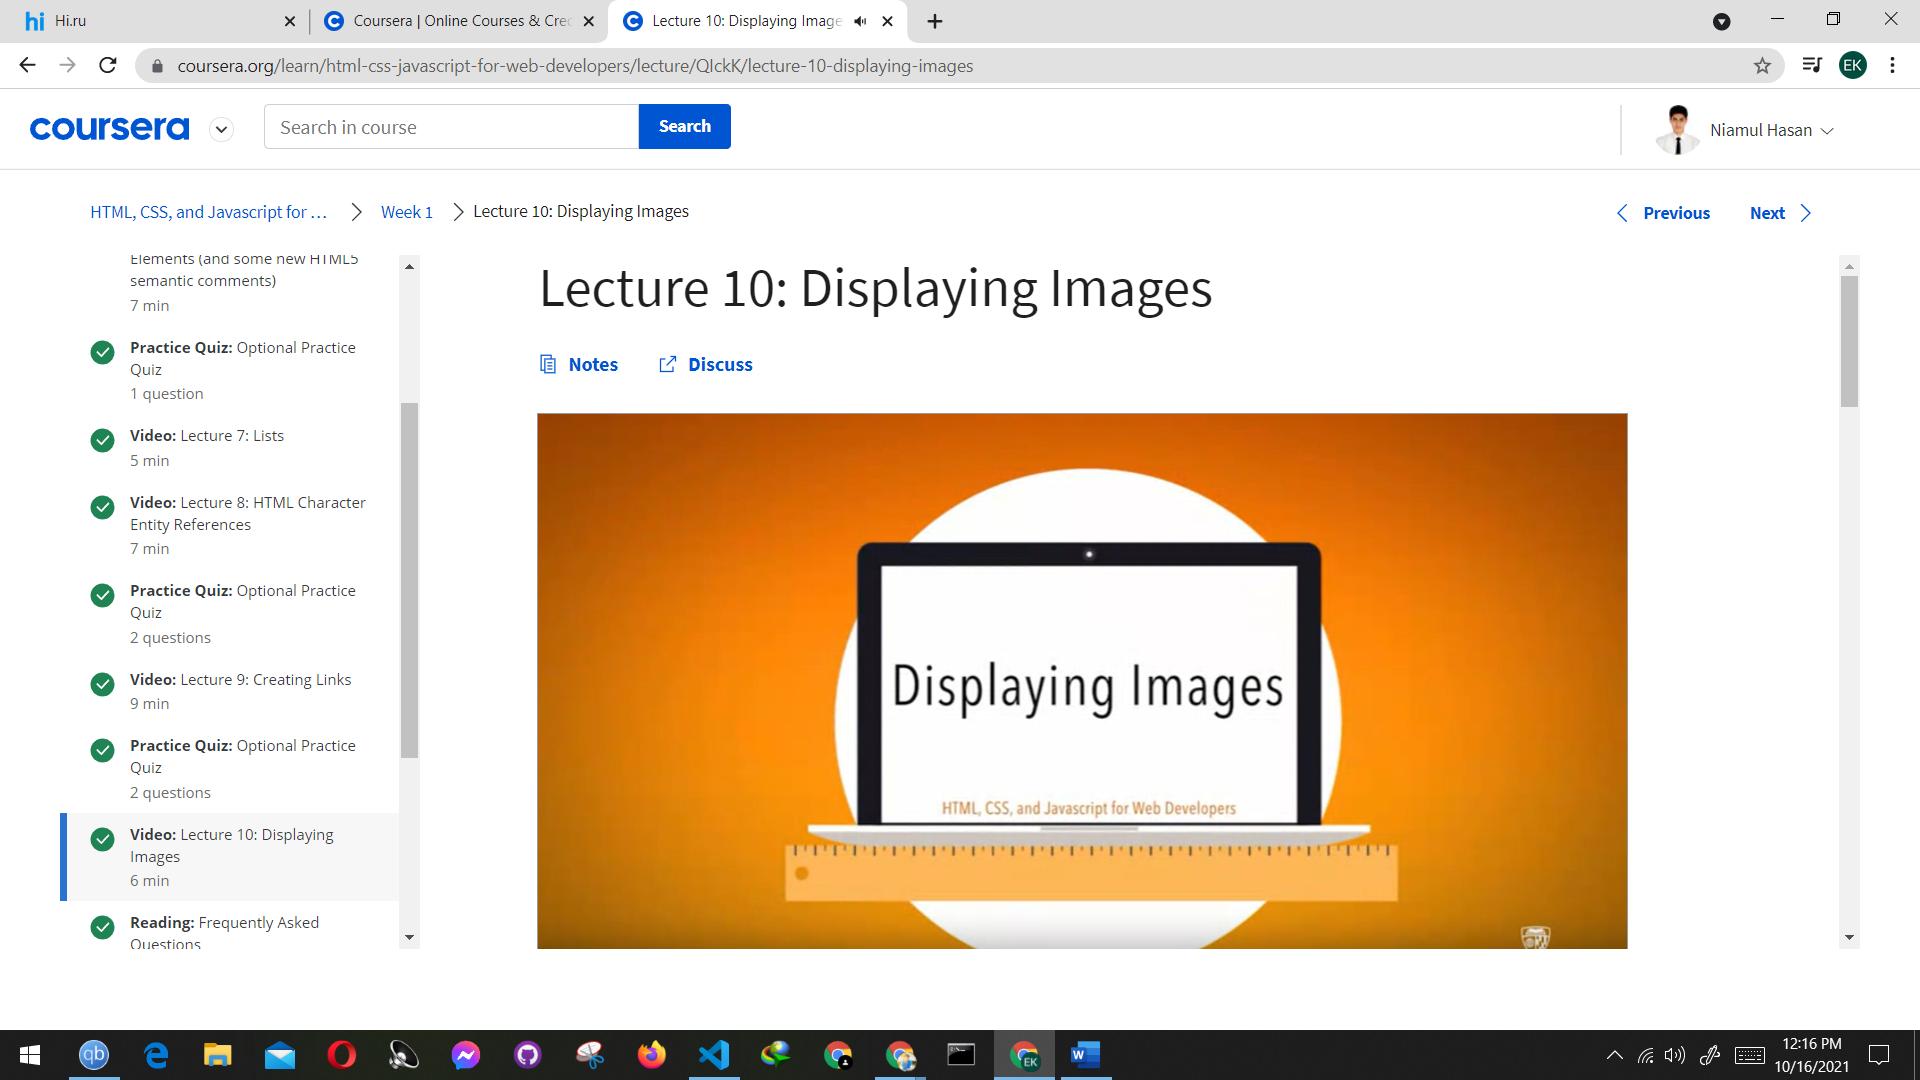 Hi.ru
Coursera | Online Courses & Cre
Lecture 10: Displaying Image
coursera.org/learn/html-css-javascript-for-web-developers/lecture/QIckK/lecture-10-displaying-images
EK
coursera
Search in course
Search
Niamul Hasan
HTML, CSS, and Javascript for ...
Week 1
Lecture 10: Displaying Images
Previous
Next
Elements (and some new HTML5
semantic comments)
7 min
Practice Quiz: Optional Practice
Quiz
1 question
Video: Lecture 7: Lists
5 min
Video: Lecture 8: HTML Character
Entity References
7 min
Practice Quiz: Optional Practice
Quiz
2 questions
Video: Lecture 9: Creating Links
9 min
Practice Quiz: Optional Practice
Quiz
2 questions
Video: Lecture 10: Displaying
Images
6 min
Reading: Frequently Asked
Questions
Lecture 10: Displaying Images
Notes
Discuss
Displaying Images
HTML, CSS, and Javascript for Web Developers
qb
EK
W
12:16 PM
10/16/2021